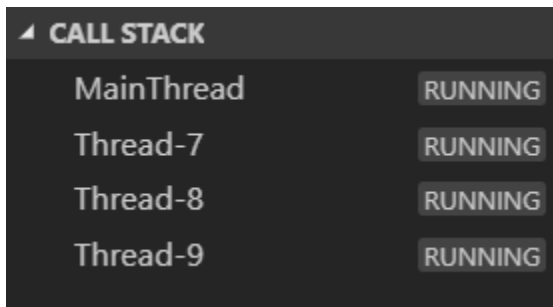 CALL STACK
MainThread RUNNING
Thread-7 RUNNING
Thread-8 RUNNING
Thread-9 RUNNING